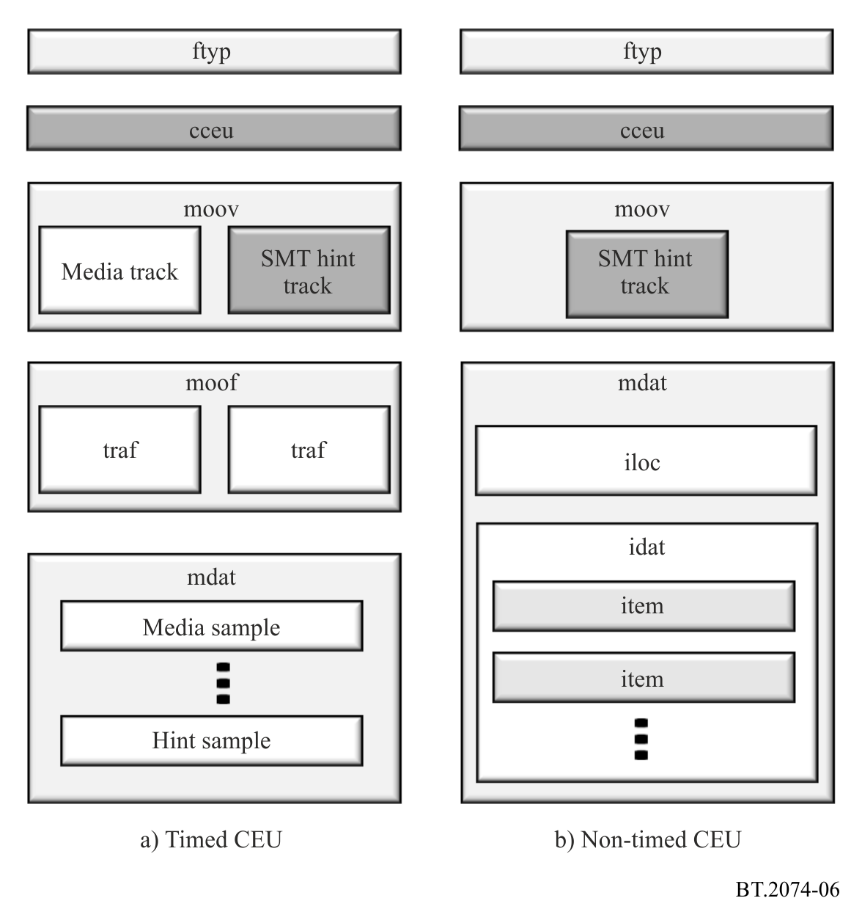 ftyp
cceu
moov
Media track
SMT hint
track
moof
traf
traf
mdat
Media sample
Hint sample
a) Timed CEU
ftyp
cceu
moov
SMT hint
track
mdat
iloc
idat
item
item
b) Non-timed CEU
BT.2074-06